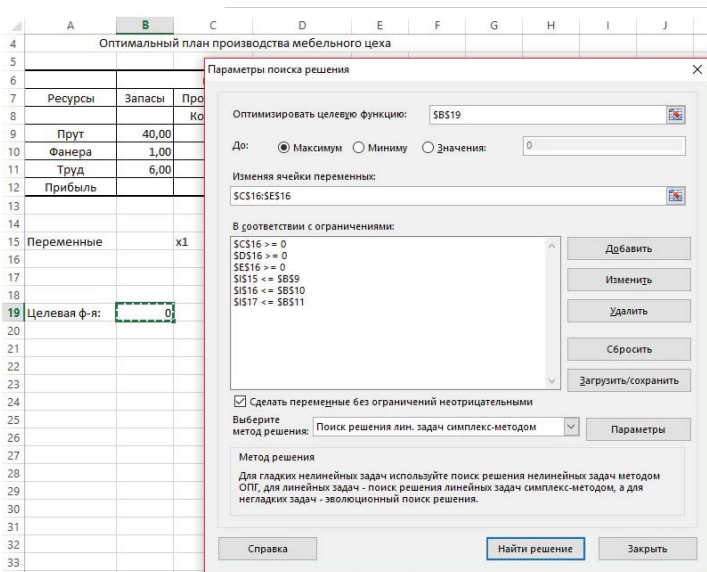 A B C D E F G H I J
4 Оптимальный план производства мебельного цеха
5
6
7 Ресурсы Запасы Про
8 Ко
9 Прут 40,00
10 Фанера 1,00
11 Труд 6,00
12 Прибыль
13
14
15 Переменные x1
16
17
18
19 Целевая ф-я: 0
20
21
22
23
24
25
26
27
28
29
30
31
32
33
Параметры поиска решения
Оптимизировать целевую функцию: $B$19
До: Максимум Миниму Значения: 0
Изменяя ячейки переменных:
$C$16:$E$16
В соответствии с ограничениями:
$C$16 >= 0
$D$16 >= 0
$E$16 >= 0
$I$15 <= $B$9
$I$16 <= $B$10
$I$17 <= $B$11
Добавить
Изменить
Удалить
Сбросить
Загрузить/сохранить
Сделать переменные без ограничений неотрицательными
Выберите
метод решения: Поиск решения лин. задач симплекс-методом
Параметры
Метод решения
Для гладких нелинейных задач используйте поиск решения нелинейных задач методом
ОПГ, для линейных задач - поиск решения линейных задач симплекс-методом, а для
негладких задач - эволюционный поиск решения.
Справка Найти решение Закрыть